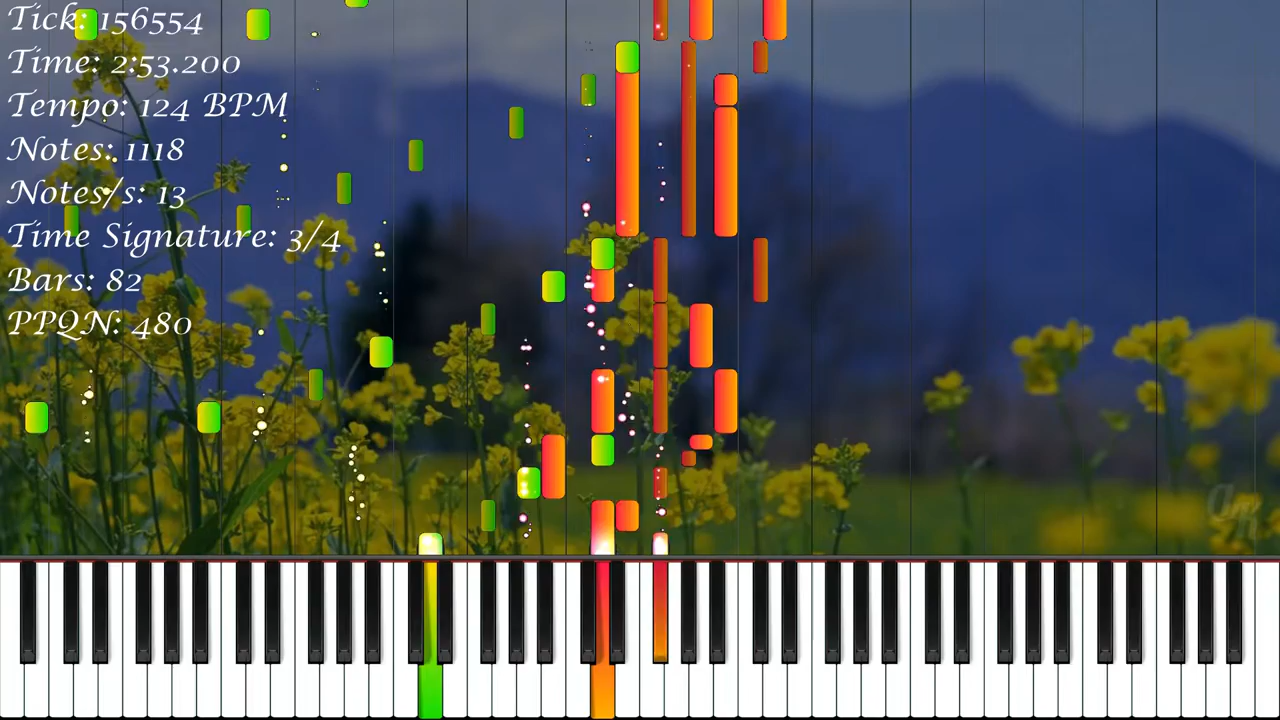 Tick: 156554
Time: 2:53.200
Tempo: 124 BPM
Notes: 1118
Notes/s: 13
Time Signature: 3/4
Bars: 82
PPQN: 480